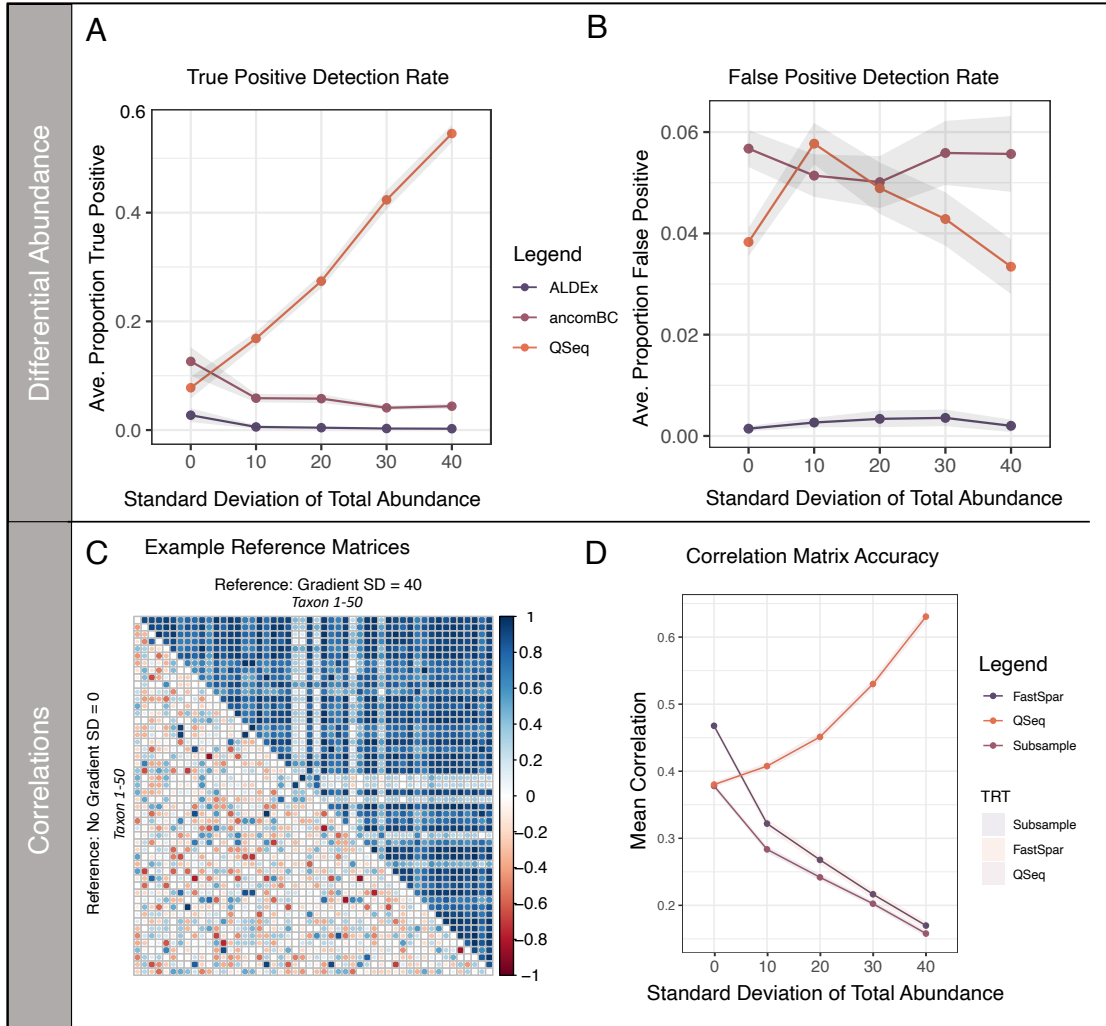 Differential Abundance
A
True Positive Detection Rate
Ave. Proportion True Positive
0.6
0.4
0.2
0.0
0 10 20 30 40
Standard Deviation of Total Abundance
Legend
ALDEx
ancomBC
QSeq
B
False Positive Detection Rate
Ave. Proportion False Positive
0.06
0.04
0.02
0.00
0 10 20 30 40
Standard Deviation of Total Abundance
Correlations
C
Example Reference Matrices
Reference: Gradient SD = 40
Taxon 1-50
Reference: No Gradient SD = 0
Taxon 1-50
1
0.8
0.6
0.4
0.2
0
−0.2
−0.4
−0.6
−0.8
−1
D
Correlation Matrix Accuracy
Mean Correlation
0.6
0.5
0.4
0.3
0.2
0 10 20 30 40
Standard Deviation of Total Abundance
Legend
FastSpar
QSeq
Subsample
TRT
Subsample
FastSpar
QSeq